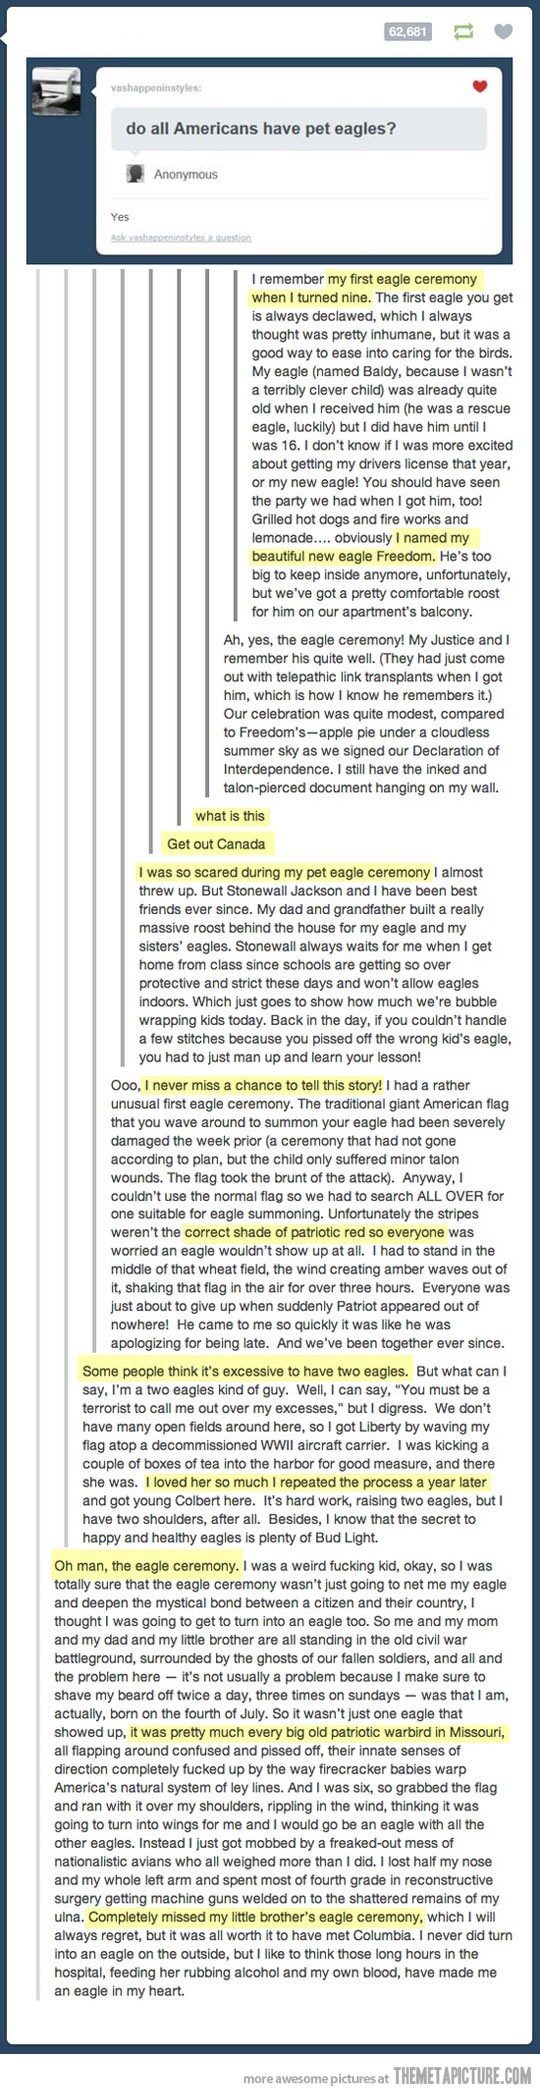 62,681
vashappeninstyles:
do all Americans have pet eagles?
Anonymous
Yes
Ask vashappeninstyles a question
I remember my first eagle ceremony
when I turned nine. The first eagle you get
is always declawed, which I always
thought was pretty inhumane, but it was a
good way to ease into caring for the birds.
My eagle (named Baldy, because I wasn't
a terribly clever child) was already quite
old when I received him (he was a rescue
eagle, luckily) but I did have him until I
was 16. I don't know if I was more excited
about getting my drivers license that year,
or my new eagle! You should have seen
the party we had when I got him, too!
Grilled hot dogs and fire works and
lemonade.... obviously I named my
beautiful new eagle Freedom. He's too
big to keep inside anymore, unfortunately,
but we've got a pretty comfortable roost
for him on our apartment's balcony.
Ah, yes, the eagle ceremony! My Justice and I
remember his quite well. (They had just come
out with telepathic link transplants when I got
him, which is how I know he remembers it.)
Our celebration was quite modest, compared
to Freedom's—apple pie under a cloudless
summer sky as we signed our Declaration of
Interdependence. I still have the inked and
talon-pierced document hanging on my wall.
what is this
Get out Canada
I was so scared during my pet eagle ceremony I almost
threw up. But Stonewall Jackson and I have been best
friends ever since. My dad and grandfather built a really
massive roost behind the house for my eagle and my
sisters' eagles. Stonewall always waits for me when I get
home from class since schools are getting so over
protective and strict these days and won't allow eagles
indoors. Which just goes to show how much we're bubble
wrapping kids today. Back in the day, if you couldn't handle
a few stitches because you pissed off the wrong kid's eagle,
you had to just man up and learn your lesson!
Ooo, I never miss a chance to tell this story! I had a rather
unusual first eagle ceremony. The traditional giant American flag
that you wave around to summon your eagle had been severely
damaged the week prior (a ceremony that had not gone
according to plan, but the child only suffered minor talon
wounds. The flag took the brunt of the attack). Anyway, I
couldn't use the normal flag so we had to search ALL OVER for
one suitable for eagle summoning. Unfortunately the stripes
weren't the correct shade of patriotic red so everyone was
worried an eagle wouldn't show up at all. I had to stand in the
middle of that wheat field, the wind creating amber waves out of
it, shaking that flag in the air for over three hours. Everyone was
just about to give up when suddenly Patriot appeared out of
nowhere! He came to me so quickly it was like he was
apologizing for being late. And we've been together ever since.
Some people think it's excessive to have two eagles. But what can I
say, I'm a two eagles kind of guy. Well, I can say, "You must be a
terrorist to call me out over my excesses," but I digress. We don't
have many open fields around here, so I got Liberty by waving my
flag atop a decommissioned WWII aircraft carrier. I was kicking a
couple of boxes of tea into the harbor for good measure, and there
she was. I loved her so much I repeated the process a year later
and got young Colbert here. It's hard work, raising two eagles, but I
have two shoulders, after all. Besides, I know that the secret to
happy and healthy eagles is plenty of Bud Light.
Oh man, the eagle ceremony. I was a weird fucking kid, okay, so I was
totally sure that the eagle ceremony wasn't just going to net me my eagle
and deepen the mystical bond between a citizen and their country, I
thought I was going to get to turn into an eagle too. So me and my mom
and my dad and my little brother are all standing in the old civil war
battleground, surrounded by the ghosts of our fallen soldiers, and all and
the problem here — it's not usually a problem because I make sure to
shave my beard off twice a day, three times on sundays — was that I am,
actually, born on the fourth of July. So it wasn't just one eagle that
showed up, it was pretty much every big old patriotic warbird in Missouri,
all flapping around confused and pissed off, their innate senses of
direction completely fucked up by the way firecracker babies warp
America's natural system of ley lines. And I was six, so grabbed the flag
and ran with it over my shoulders, rippling in the wind, thinking it was
going to turn into wings for me and I would go be an eagle with all the
other eagles. Instead I just got mobbed by a freaked-out mess of
nationalistic avians who all weighed more than I did. I lost half my nose
and my whole left arm and spent most of fourth grade in reconstructive
surgery getting machine guns welded on to the shattered remains of my
ulna. Completely missed my little brother's eagle ceremony, which I will
always regret, but it was all worth it to have met Columbia. I never did turn
into an eagle on the outside, but I like to think those long hours in the
hospital, feeding her rubbing alcohol and my own blood, have made me
an eagle in my heart.
more awesome pictures at THEMETAPICTURE.COM